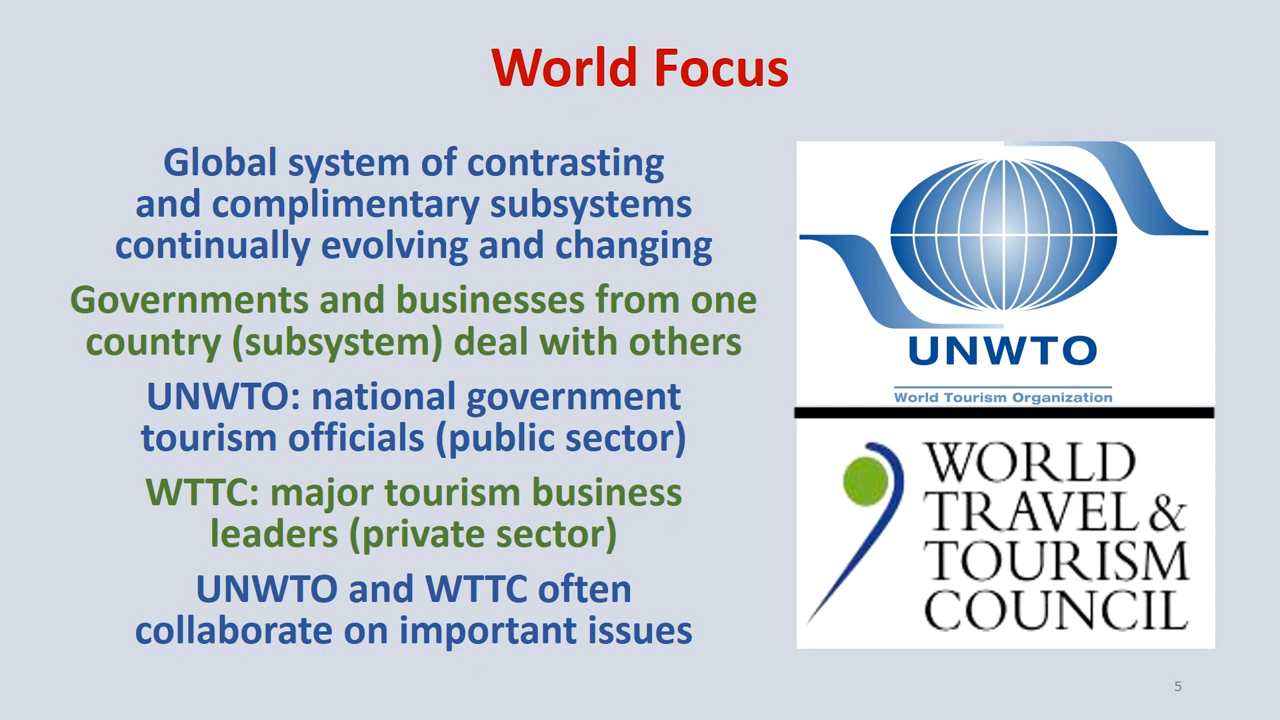 World Focus
Global system of contrasting
and complimentary subsystems
continually evolving and changing
Governments and businesses from one
country (subsystem) deal with others
UNWTO: national government
tourism officials (public sector)
WTTC: major tourism business
leaders (private sector)
UNWTO and WTTC often
collaborate on important issues
UNWTO
World Tourism Organization
WORLD
TRAVEL &
TOURISM
COUNCIL
5